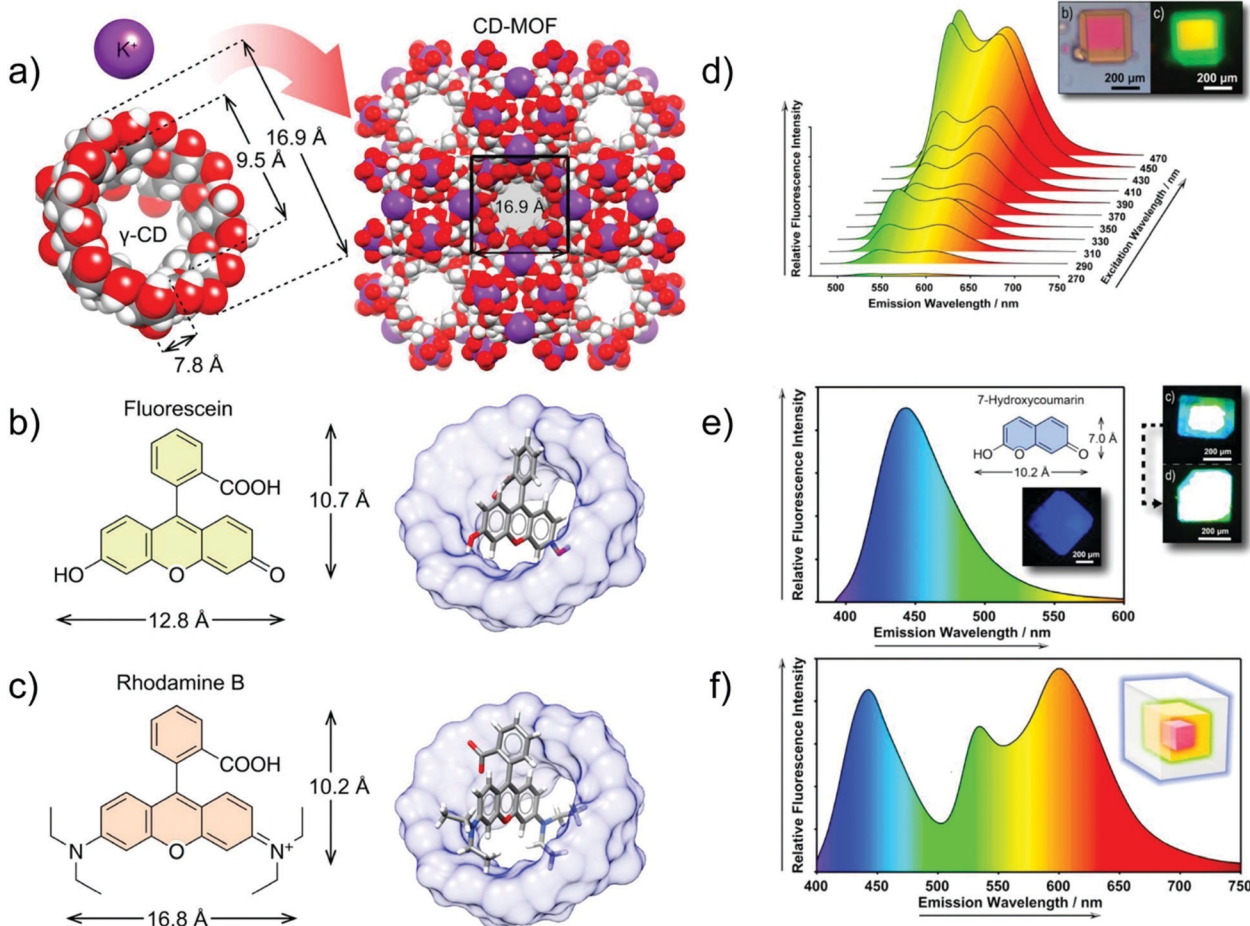 a)
K⁺
CD-MOF
16.9 Å
9.5 Å
γ-CD
7.8 Å
16.9 Å
b)
Fluorescein
COOH
HO
O
O
10.7 Å
12.8 Å
c)
Rhodamine B
COOH
N
O
N⁺
10.2 Å
16.8 Å
d)
Relative Fluorescence Intensity
500 550 600 650 700 750
Emission Wavelength / nm
470
450
430
410
390
370
350
330
310
290
270
Excitation Wavelength / nm
b)
200 µm
c)
200 µm
e)
Relative Fluorescence Intensity
7-Hydroxycoumarin
HO
O
O
7.0 Å
10.2 Å
200 µm
400 450 500 550 600
Emission Wavelength / nm
c)
200 µm
d)
200 µm
f)
Relative Fluorescence Intensity
400 450 500 550 600 650 700 750
Emission Wavelength / nm